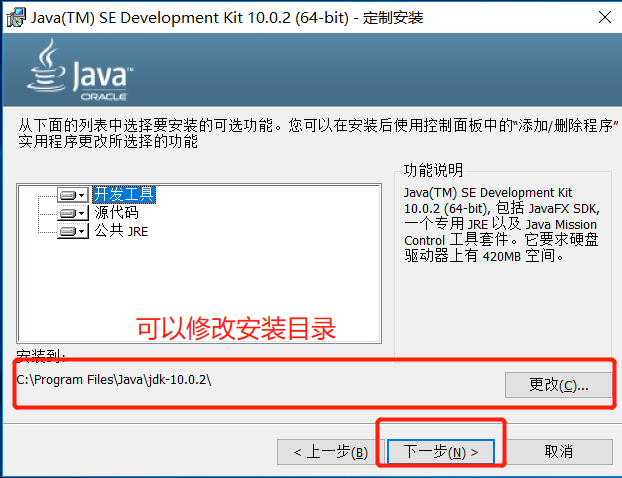 Java(TM) SE Development Kit 10.0.2 (64-bit) - 定制安装
Java™
ORACLE
从下面的列表中选择要安装的可选功能。您可以在安装后使用控制面板中的“添加/删除程序”
实用程序更改所选择的功能
开发工具
源代码
公共 JRE
功能说明
Java(TM) SE Development Kit
10.0.2 (64-bit), 包括 JavaFX SDK,
一个专用 JRE 以及 Java Mission
Control 工具套件。它要求硬盘
驱动器上有 420MB 空间。
可以修改安装目录
安装到:
C:\Program Files\Java\jdk-10.0.2\
更改(C)...
< 上一步(B)
下一步(N) >
取消